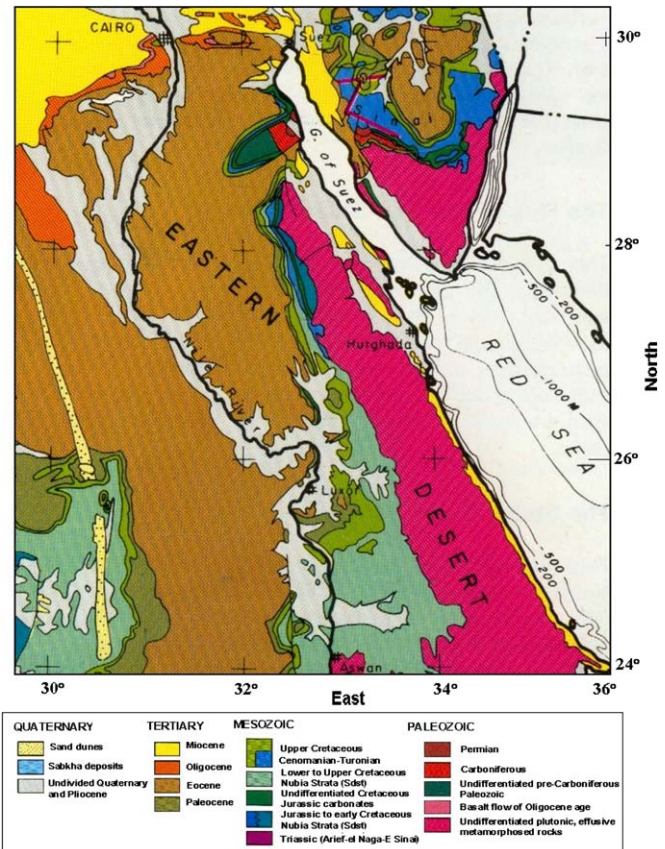 CAIRO
Suez
30º
Sinai
G. of Suez
EASTERN
28º
-200
-500
Hurghada
Nile River
-1000M
RED SEA
North
26º
Luxor
DESERT
-500
-200
Aswan
24º
30º
32º
34º
36º
East
QUATERNARY
Sand dunes
Sabkha deposits
Undivided Quaternary
and Pliocene
TERTIARY
Miocene
Oligocene
Eocene
Paleocene
MESOZOIC
Upper Cretaceous
Cenomanian-Turonian
Lower to Upper Cretaceous
Nubia Strata (Sdst)
Undifferentiated Cretaceous
Jurassic carbonates
Jurassic to early Cretaceous
Nubia Strata (Sdst)
Triassic (Arief-el Naga-E Sinai)
PALEOZOIC
Permian
Carboniferous
Undifferentiated pre-Carboniferous
Paleozoic
Basalt flow of Oligocene age
Undifferentiated plutonic, effusive
metamorphosed rocks